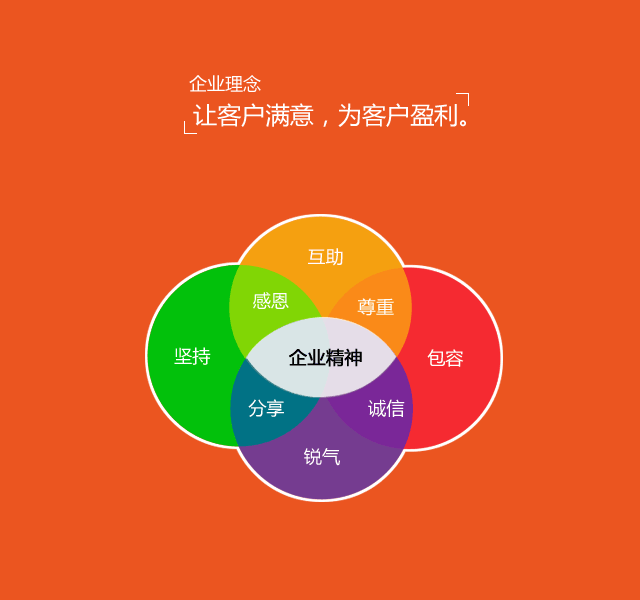 企业理念
让客户满意，为客户盈利。
互助
感恩
尊重
坚持
企业精神
包容
分享
诚信
锐气